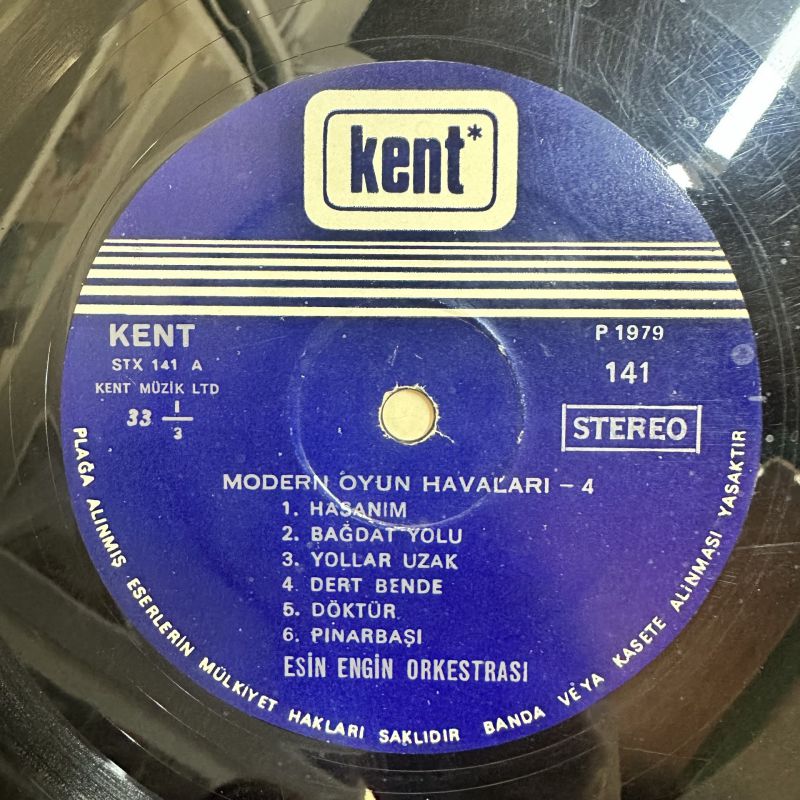 kent*
KENT
STX 141 A
KENT MÜZİK LTD
33 1/3
P 1979
141
STEREO
MODERN OYUN HAVALARI – 4
1. HASANIM
2. BAĞDAT YOLU
3. YOLLAR UZAK
4. DERT BENDE
5. DÖKTÜR
6. PINARBAŞI
ESİN ENGİN ORKESTRASI
PLAĞA ALINMIŞ ESERLERİN MÜLKİYET HAKLARI SAKLIDIR BANDA VEYA KASETE ALINMASI YASAKTIR